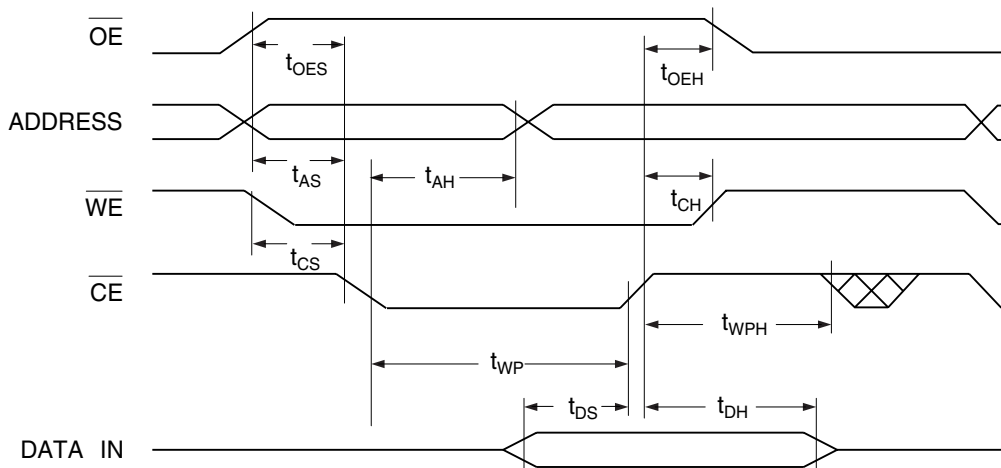 OE
tOES
tOEH
ADDRESS
tAS
tAH
WE
tCH
tCS
CE
tWPH
tWP
tDS
tDH
DATA IN